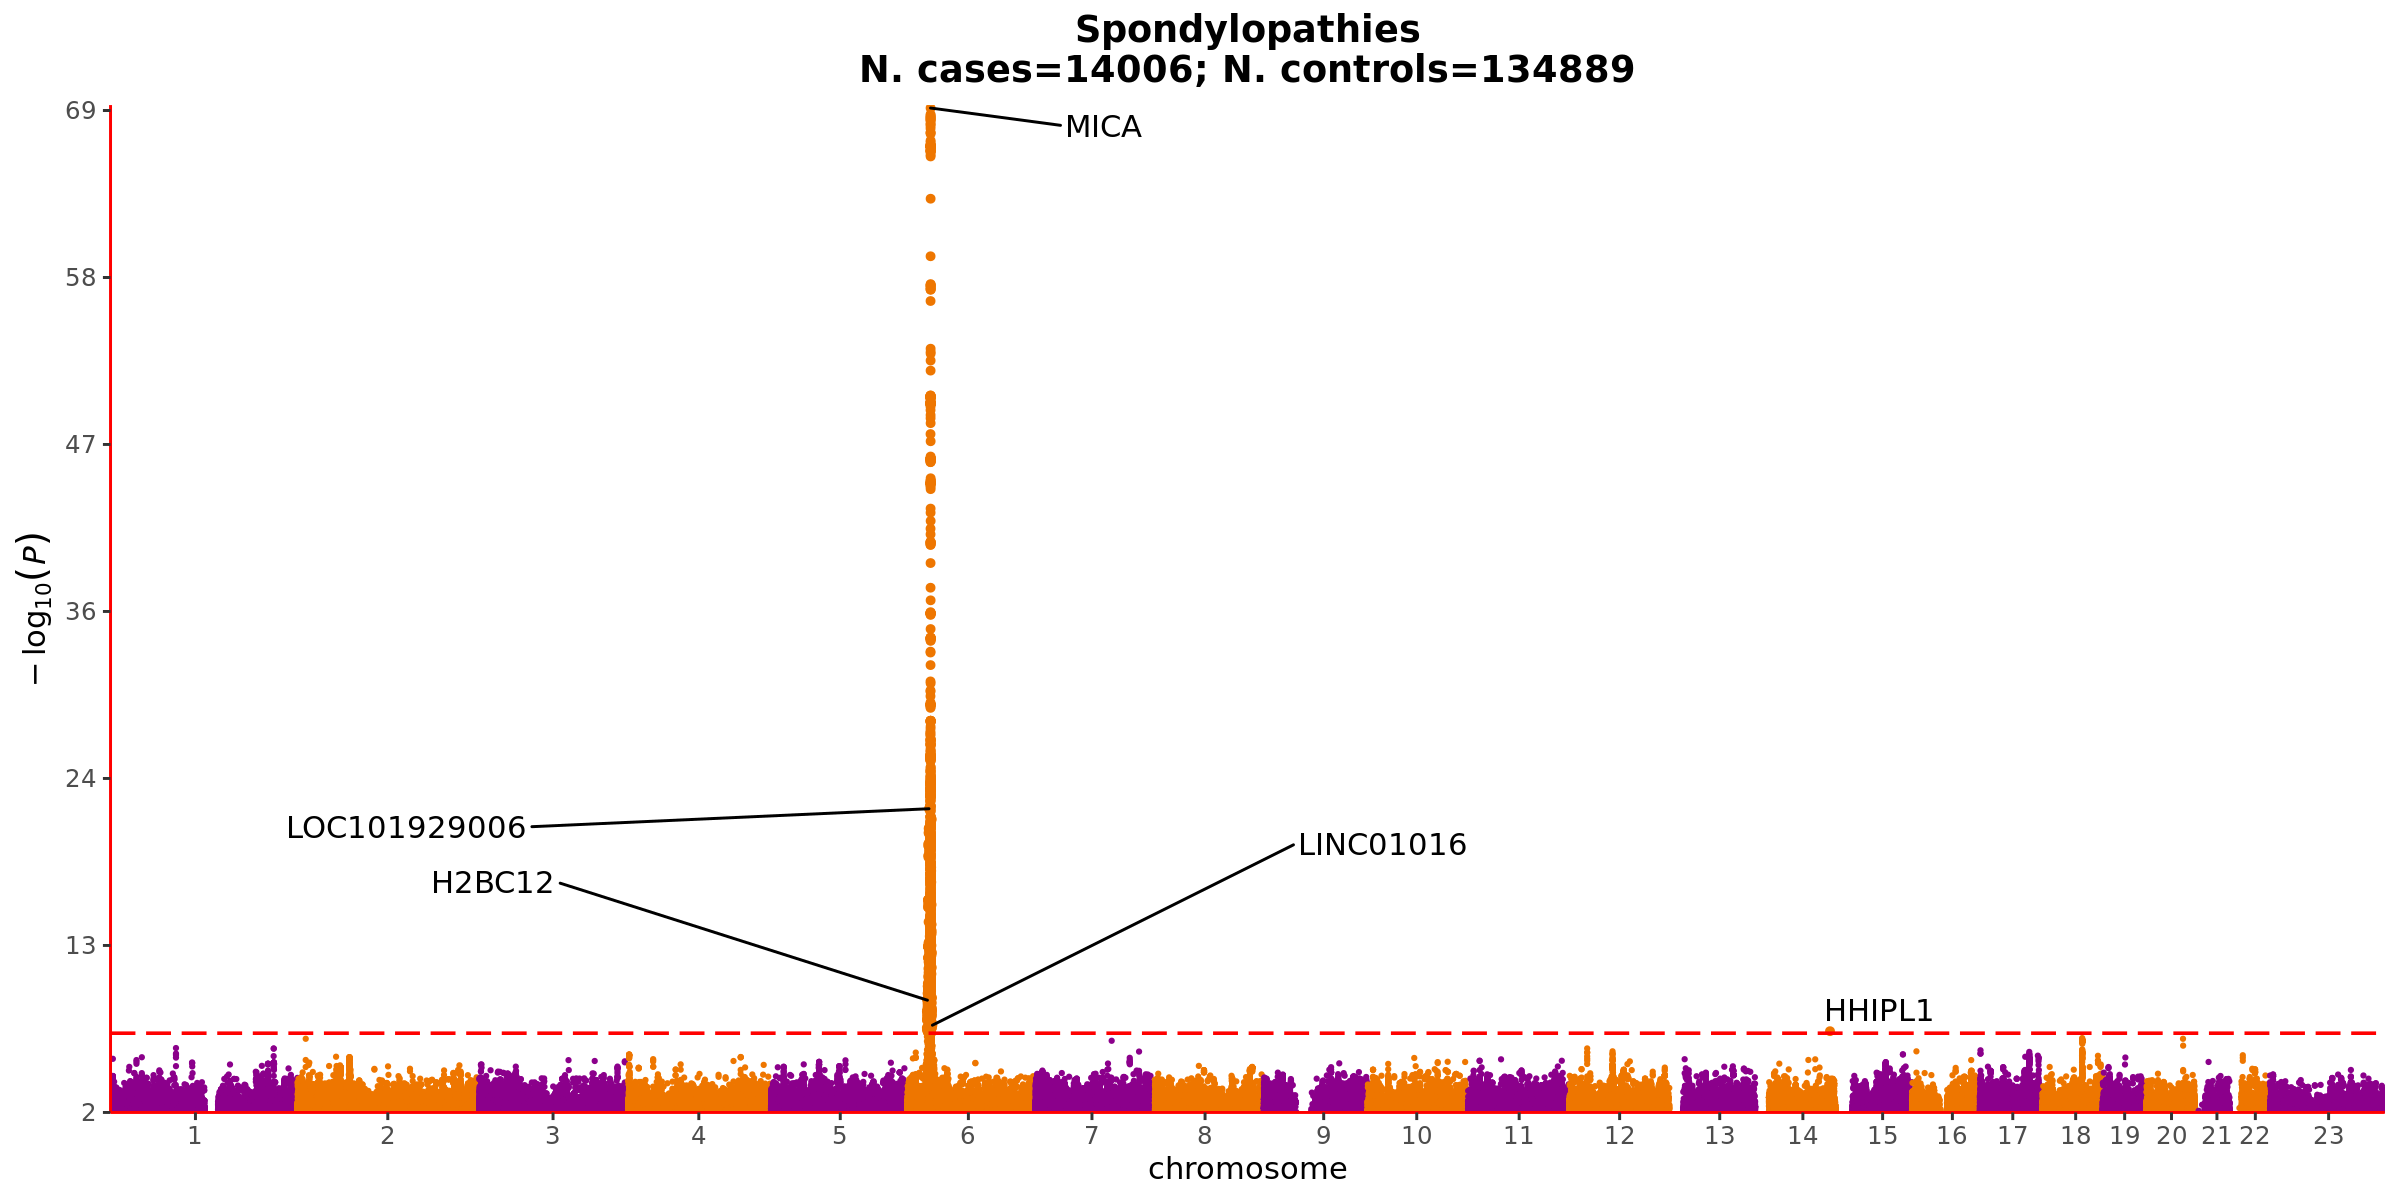 Spondylopathies
N. cases=14006; N. controls=134889
69
MICA
58
47
− log10(P)
36
24
LOC101929006
LINC01016
H2BC12
13
HHIPL1
2
1 2 3 4 5 6 7 8 9 10 11 12 13 14 15 16 17 18 19 20 21 22 23
chromosome